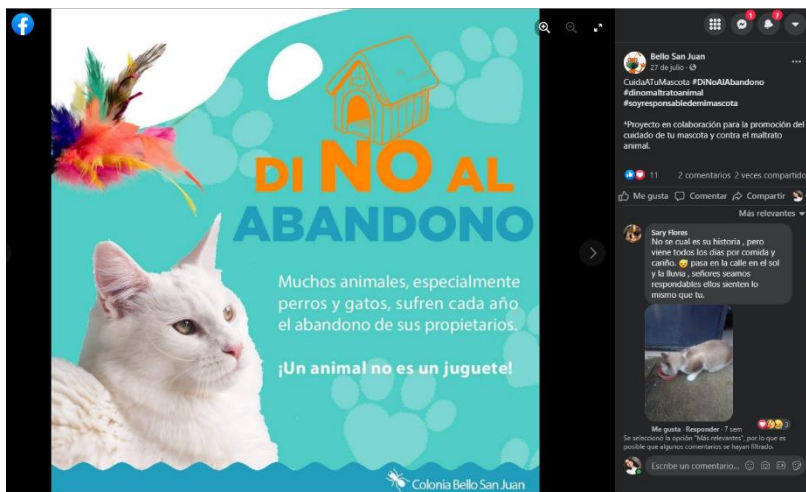 DI NO AL
ABANDONO
Muchos animales, especialmente
perros y gatos, sufren cada año
el abandono de sus propietarios.
¡Un animal no es un juguete!
Colonia Bello San Juan
1
7
Bello San Juan
27 de julio ·
CuidaATuMascota #DiNoAlAbandono
#dinomaltratoanimal
#soyresponsabledemimascota
*Proyecto en colaboración para la promoción del
cuidado de tu mascota y contra el maltrato
animal.
11 2 comentarios 2 veces compartido
Me gusta Comentar Compartir
Más relevantes
Sary Flores
No se cual es su historia , pero
viene todos los dias por comida y
cariño. 😅 pasa en la calle en el sol
y la lluvia , señores seamos
respondables ellos sienten lo
mismo que tu.
Me gusta · Responder · 7 sem
3
Se seleccionó la opción "Más relevantes", por lo que es
posible que algunos comentarios se hayan filtrado.
Escribe un comentario...